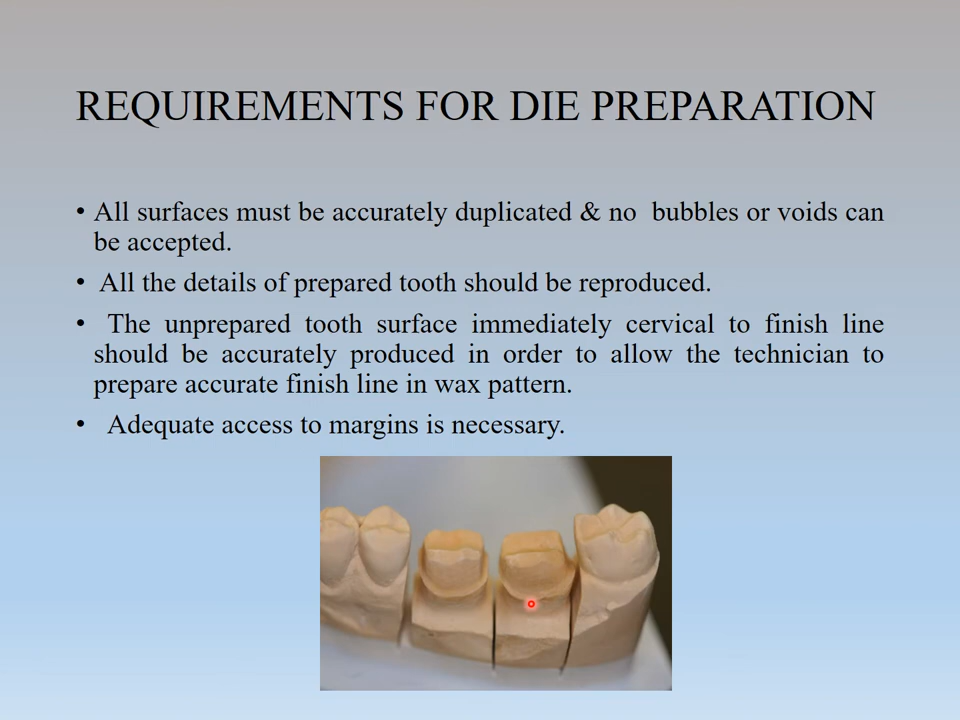 REQUIREMENTS FOR DIE PREPARATION
• All surfaces must be accurately duplicated & no bubbles or voids can
be accepted.
• All the details of prepared tooth should be reproduced.
• The unprepared tooth surface immediately cervical to finish line
should be accurately produced in order to allow the technician to
prepare accurate finish line in wax pattern.
• Adequate access to margins is necessary.